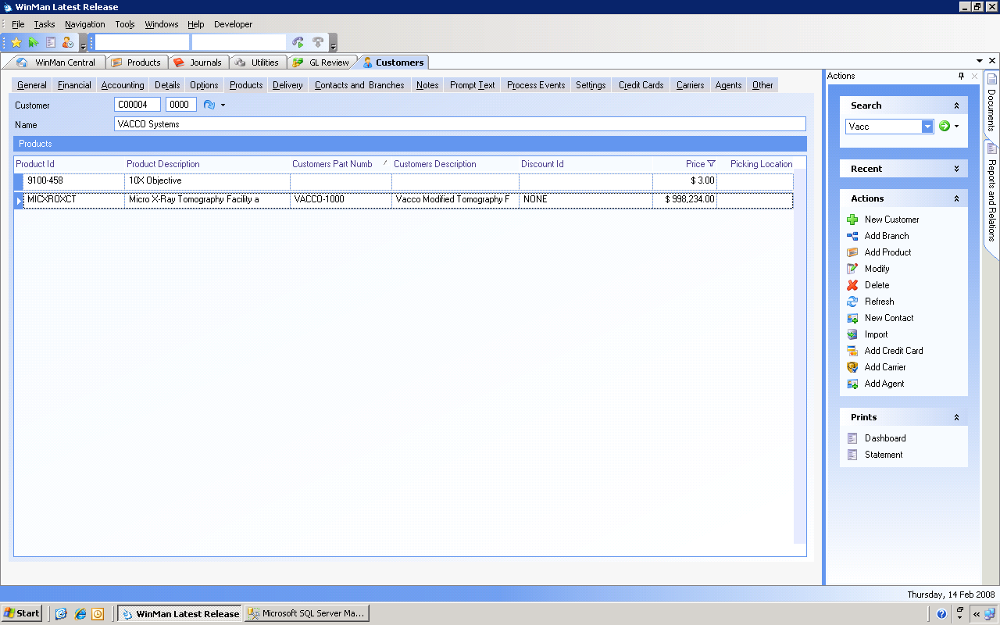 WinMan Latest Release
File Tasks Navigation Tools Windows Help Developer
WinMan Central Products Journals Utilities GL Review Customers
General Financial Accounting Details Options Products Delivery Contacts and Branches Notes Prompt Text Process Events Settings Credit Cards Carriers Agents Other
Customer C00004 0000
Name VACCO Systems
Products
Product Id Product Description Customers Part Numb Customers Description Discount Id Price Picking Location
9100-458 10X Objective $ 3.00
MICXROXCT Micro X-Ray Tomography Facility a VACCO-1000 Vacco Modified Tomography F NONE $ 998,234.00
Actions
Search
Vacc
Recent
Actions
New Customer
Add Branch
Add Product
Modify
Delete
Refresh
New Contact
Import
Add Credit Card
Add Carrier
Add Agent
Prints
Dashboard
Statement
Documents
Reports and Relations
Thursday, 14 Feb 2008
Start WinMan Latest Release Microsoft SQL Server Ma...